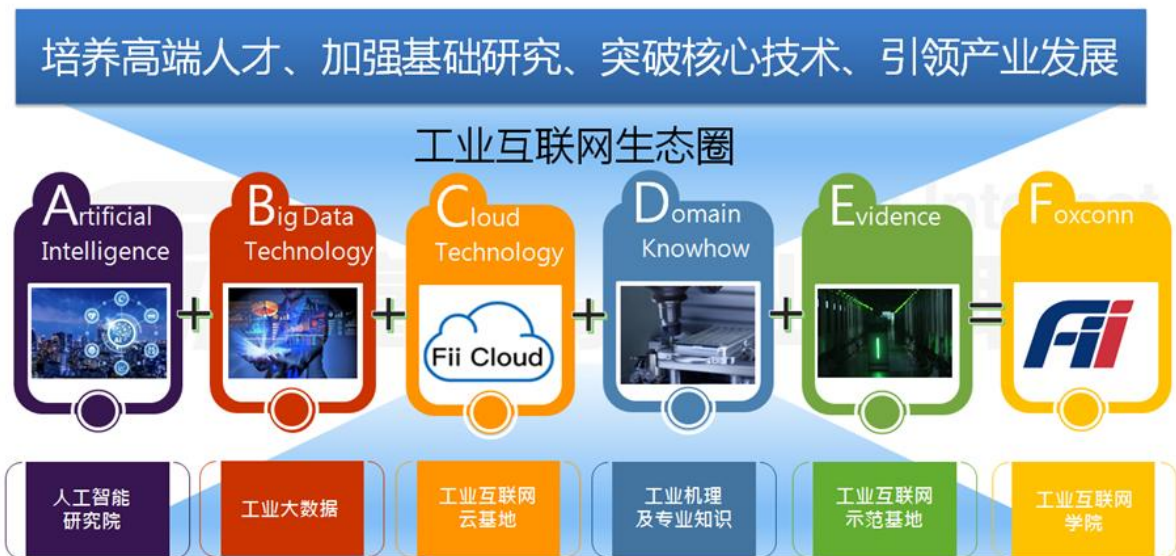 培养高端人才、加强基础研究、突破核心技术、引领产业发展
工业互联网生态圈
Artificial
Intelligence
Big Data
Technology
Cloud
Technology
Domain
Knowhow
Evidence
Foxconn
+
+
Fii Cloud
+
+
=
Fii
人工智能
研究院
工业大数据
工业互联网
云基地
工业机理
及专业知识
工业互联网
示范基地
工业互联网
学院